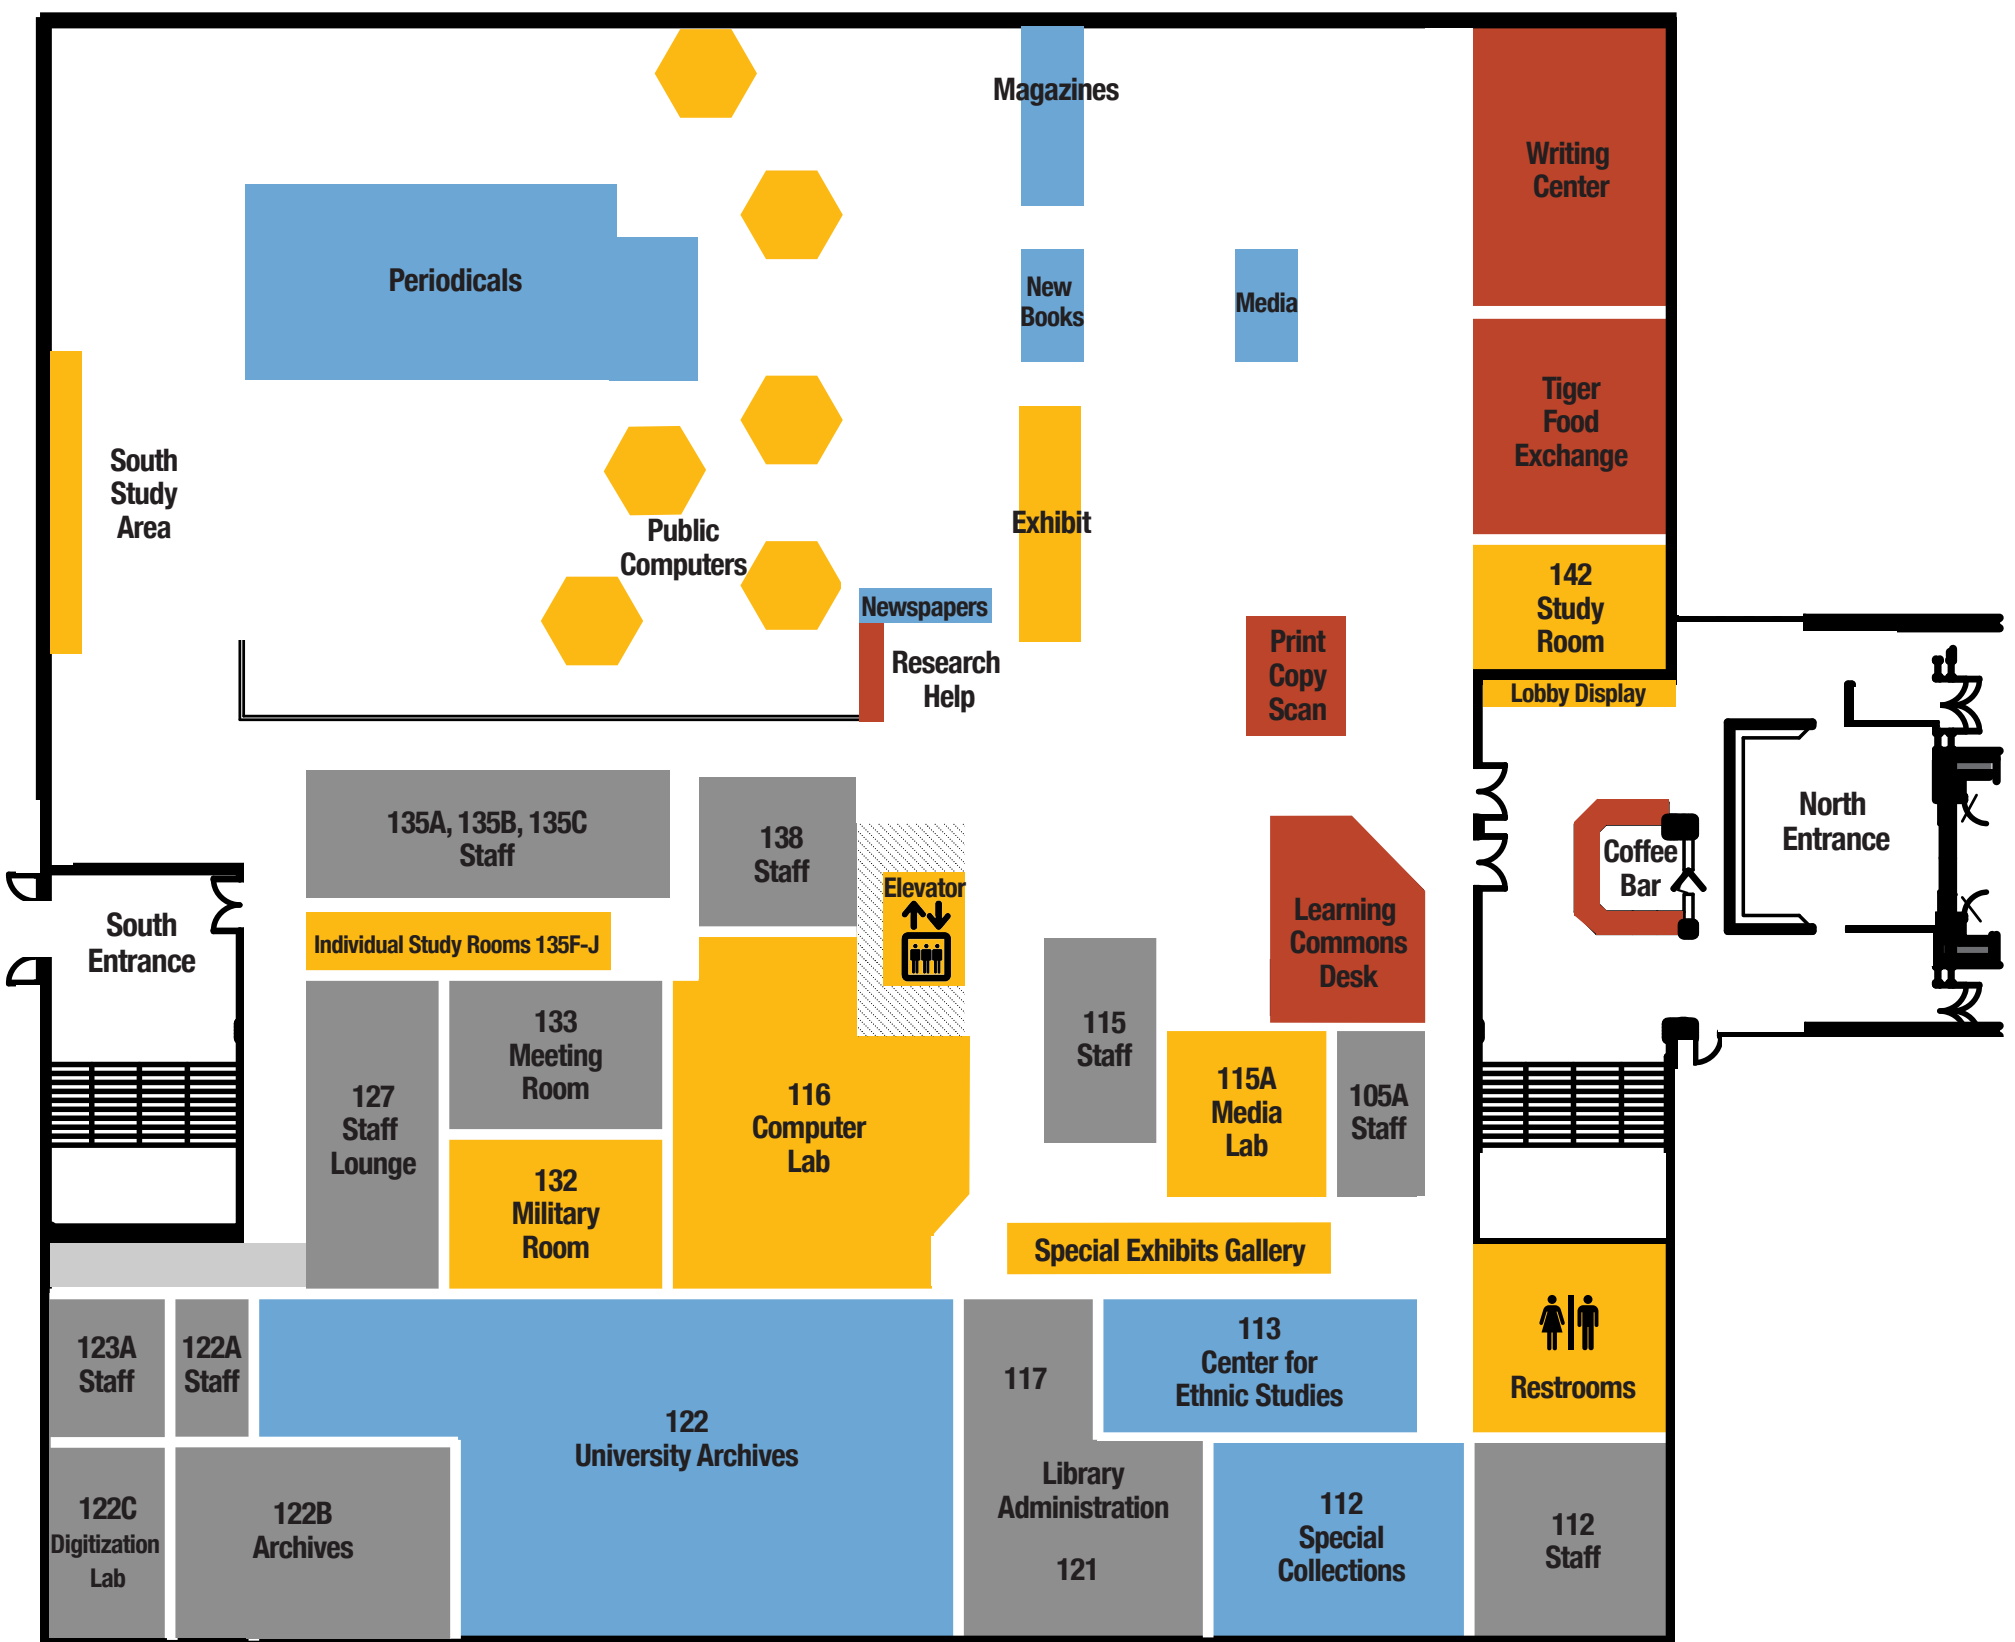 Magazines
Writing
Center
Periodicals
New
Books
Media
Tiger
Food
Exchange
South
Study
Area
Public
Computers
Exhibit
142
Study
Room
Newspapers
Research
Help
Print
Copy
Scan
Lobby Display
135A, 135B, 135C
Staff
138
Staff
Elevator
North
Entrance
Coffee
Bar
Learning
Commons
Desk
South
Entrance
Individual Study Rooms 135F-J
133
Meeting
Room
115
Staff
127
Staff
Lounge
116
Computer
Lab
115A
Media
Lab
105A
Staff
132
Military
Room
Special Exhibits Gallery
123A
Staff
122A
Staff
122
University Archives
117
113
Center for
Ethnic Studies
Restrooms
Library
Administration
121
122C
Digitization
Lab
122B
Archives
112
Special
Collections
112
Staff